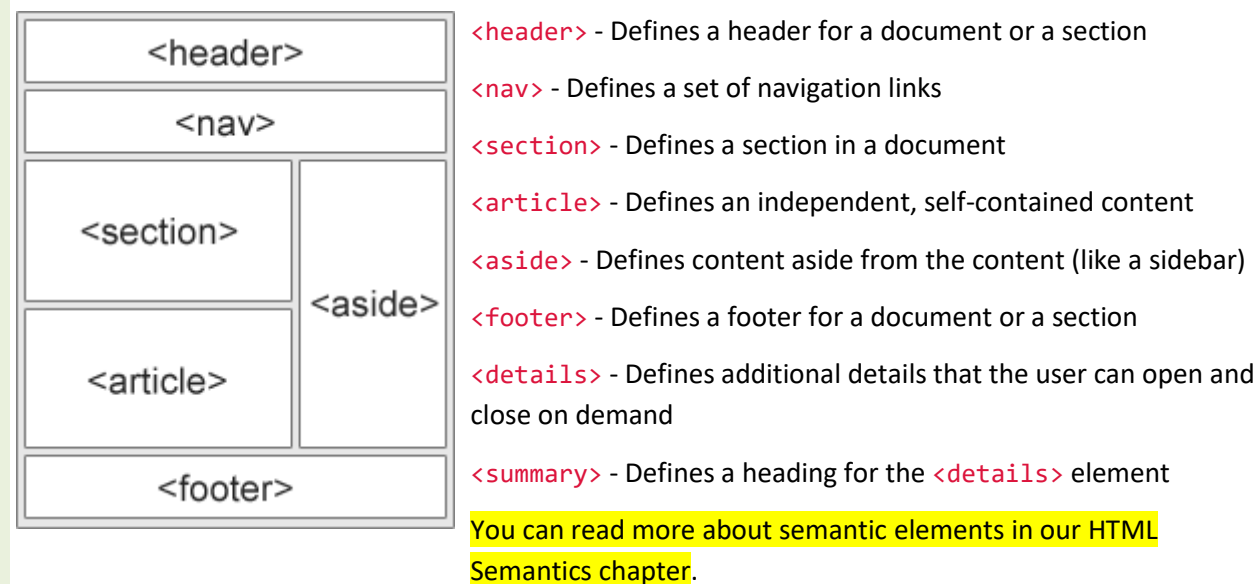 <header>
<nav>
<section>
<aside>
<article>
<footer>
<header> - Defines a header for a document or a section
<nav> - Defines a set of navigation links
<section> - Defines a section in a document
<article> - Defines an independent, self-contained content
<aside> - Defines content aside from the content (like a sidebar)
<footer> - Defines a footer for a document or a section
<details> - Defines additional details that the user can open and
close on demand
<summary> - Defines a heading for the <details> element
You can read more about semantic elements in our HTML
Semantics chapter.